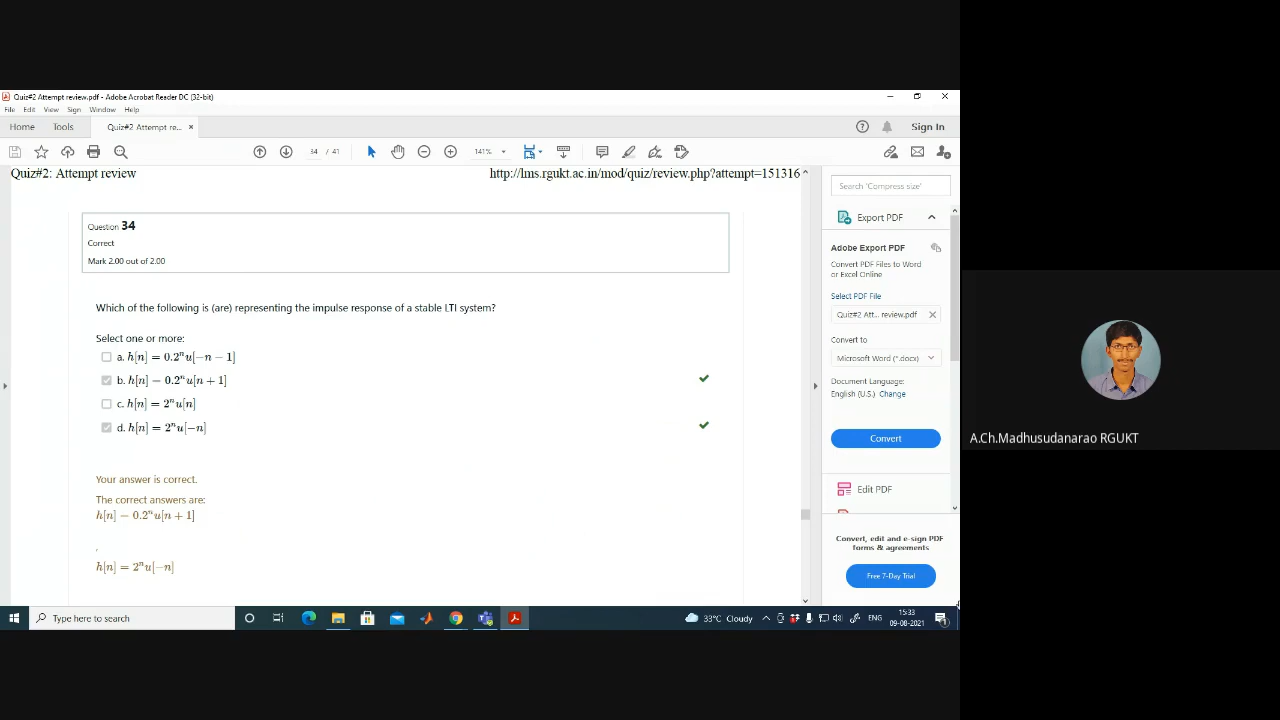 Quiz#2 Attempt review.pdf - Adobe Acrobat Reader DC (32-bit)
File Edit View Sign Window Help
Home Tools Quiz#2 Attempt re... × Sign In
34 / 41 141%
Quiz#2: Attempt review http://lms.rgukt.ac.in/mod/quiz/review.php?attempt=151316
Search 'Compress size'
Question 34
Correct
Mark 2.00 out of 2.00
Export PDF
Adobe Export PDF
Convert PDF Files to Word
or Excel Online
Select PDF File
Quiz#2 Att... review.pdf
Convert to
Microsoft Word (*.docx)
Document Language:
English (U.S.) Change
Convert
Edit PDF
Convert, edit and e-sign PDF
forms & agreements
Free 7-Day Trial
Which of the following is (are) representing the impulse response of a stable LTI system?
Select one or more:
a. h[n] = 0.2ⁿu[−n − 1]
b. h[n] − 0.2ⁿu[n + 1]
c. h[n] = 2ⁿu[n]
d. h[n] = 2ⁿu[−n]
Your answer is correct.
The correct answers are:
h[n] − 0.2ⁿu[n + 1]
,
h[n] = 2ⁿu[−n]
A.Ch.Madhusudanarao RGUKT
Type here to search
33°C Cloudy
ENG
15:33
09-08-2021